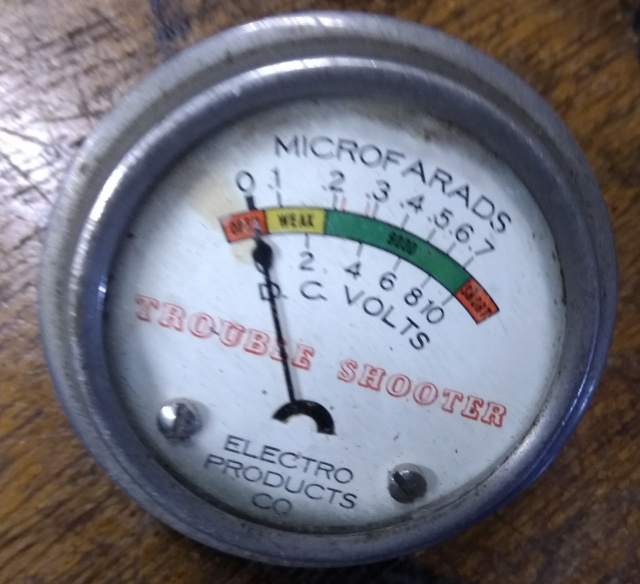 MICROFARADS
0 .1 .2 .3 .4 .5 .6 .7
OPEN WEAK GOOD SHORT
0 2 4 6 8 10
D. C. VOLTS
TROUBLE SHOOTER
ELECTRO
PRODUCTS
CO